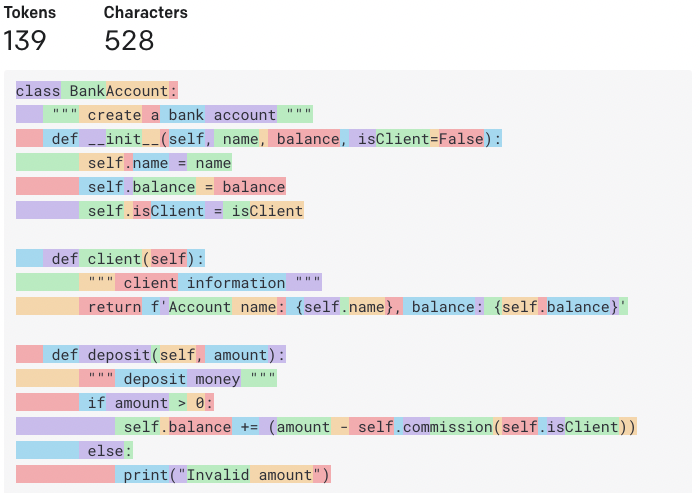 Tokens Characters
139 528
class BankAccount:
    """ create a bank account """
    def __init__(self, name, balance, isClient=False):
        self.name = name
        self.balance = balance
        self.isClient = isClient

    def client(self):
        """ client information """
        return f'Account name: {self.name}, balance: {self.balance}'

    def deposit(self, amount):
        """ deposit money """
        if amount > 0:
            self.balance += (amount - self.commission(self.isClient))
        else:
            print("Invalid amount")